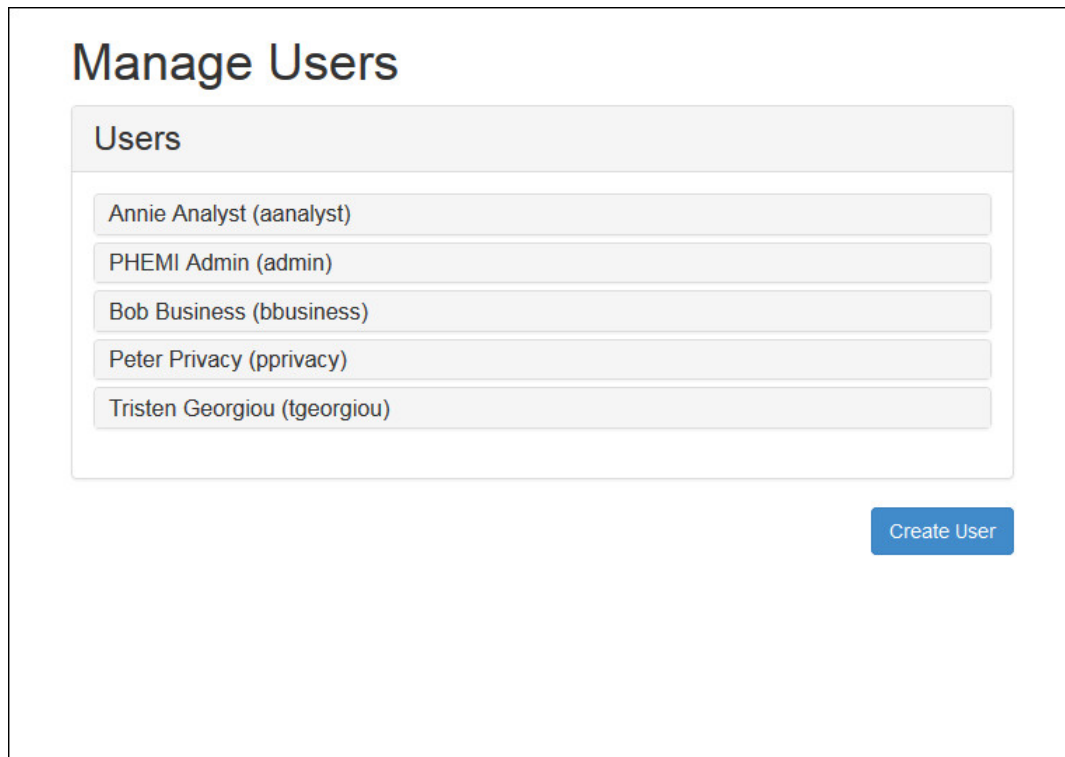 Manage Users
Users
Annie Analyst (aanalyst)
PHEMI Admin (admin)
Bob Business (bbusiness)
Peter Privacy (pprivacy)
Tristen Georgiou (tgeorgiou)
Create User